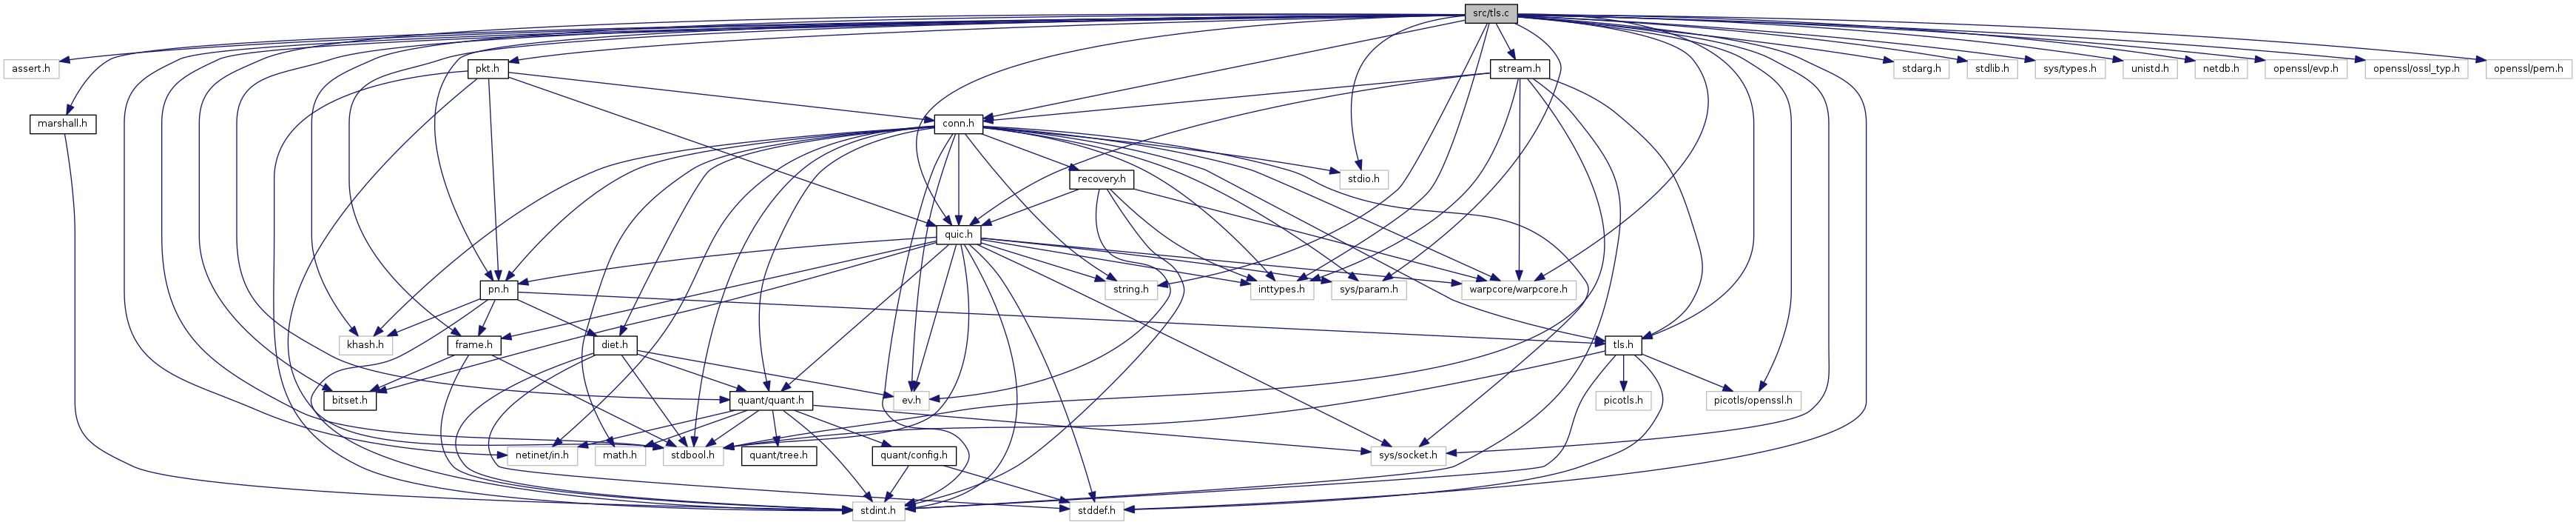 src/tls.c
assert.h
pkt.h
stream.h
stdarg.h
stdlib.h
sys/types.h
unistd.h
netdb.h
openssl/evp.h
openssl/ossl_typ.h
openssl/pem.h
marshall.h
conn.h
recovery.h
stdio.h
quic.h
pn.h
string.h
inttypes.h
sys/param.h
warpcore/warpcore.h
khash.h
frame.h
diet.h
tls.h
bitset.h
quant/quant.h
ev.h
picotls.h
picotls/openssl.h
netinet/in.h
math.h
stdbool.h
quant/tree.h
quant/config.h
sys/socket.h
stdint.h
stddef.h